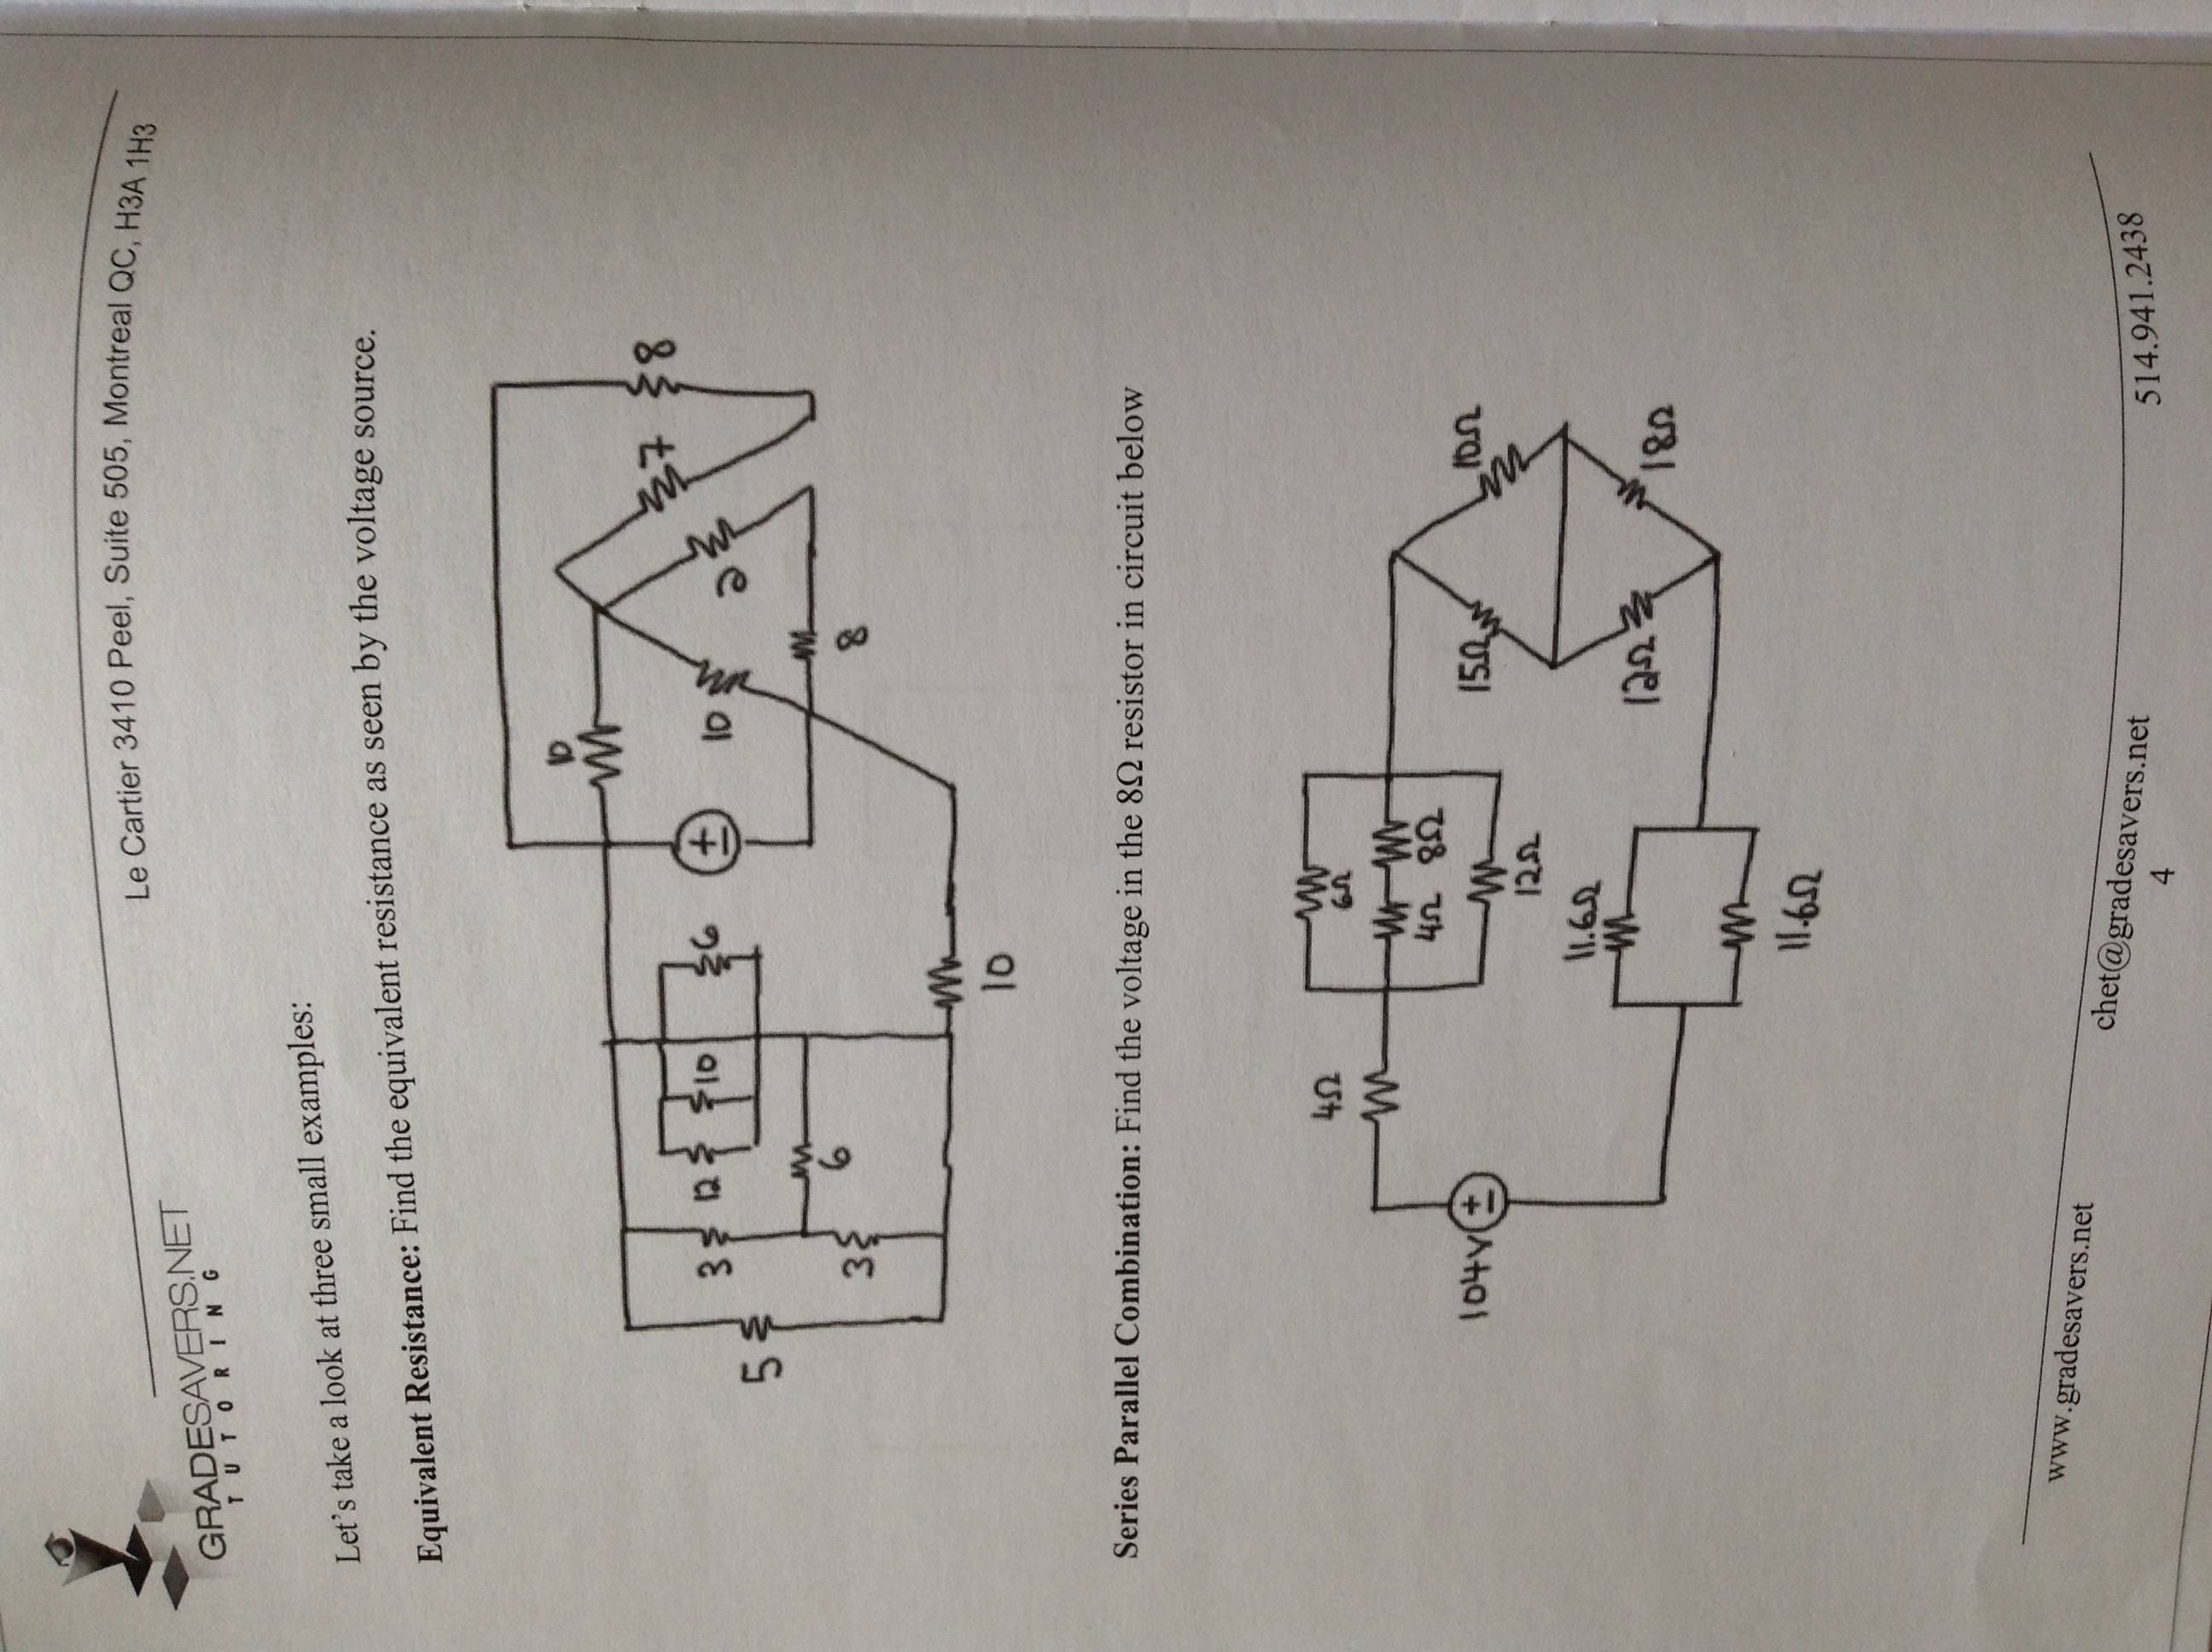 Le Cartier 3410 Peel, Suite 505, Montreal QC, H3A 1H3
GRADESAVERS.NET
TUTORING
Let's take a look at three small examples:
Equivalent Resistance: Find the equivalent resistance as seen by the voltage source.
10
3 12 10 6 10 2 7 8
5
6
3 8
10
Series Parallel Combination: Find the voltage in the 8Ω resistor in circuit below
4Ω 6Ω
4Ω 8Ω
104V 15Ω 10Ω
12Ω
11.6Ω
12Ω 18Ω
11.6Ω
www.gradesavers.net
chet@gradesavers.net
514.941.2438
4